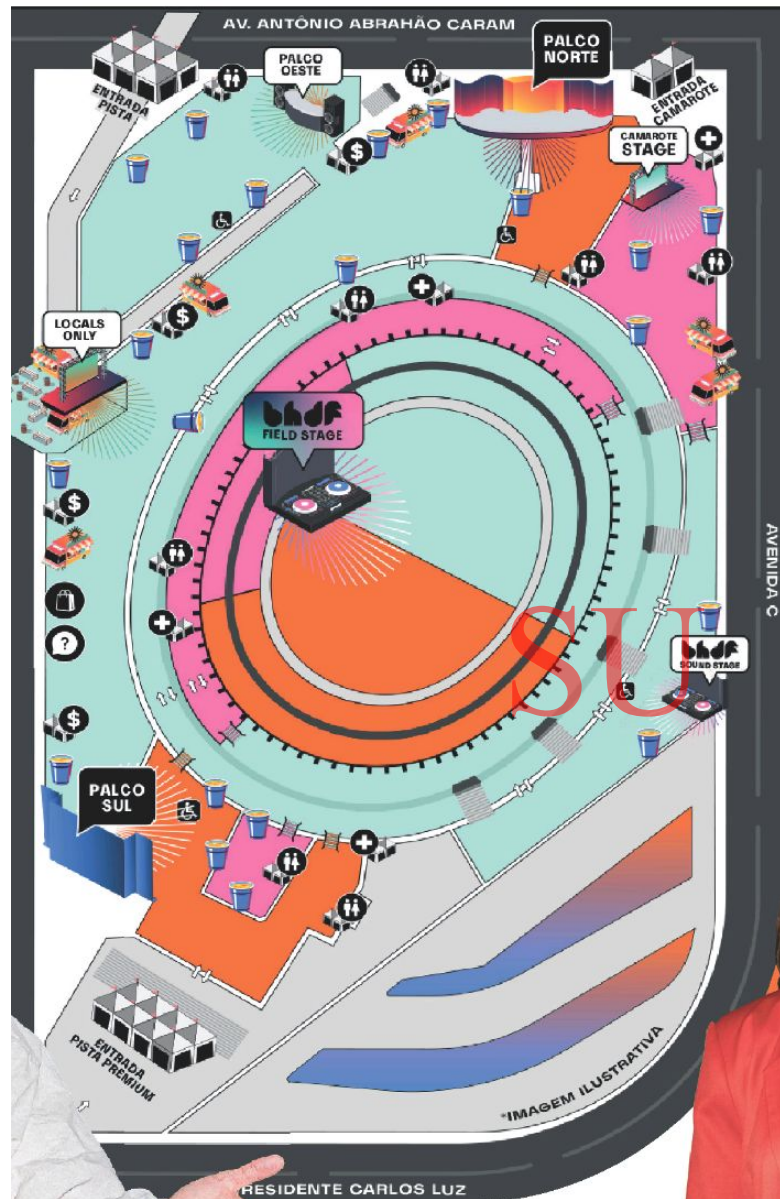 AV. ANTÔNIO ABRAHÃO CARAM
PALCO
NORTE
PALCO
OESTE
ENTRADA
PISTA
ENTRADA
CAMAROTE
CAMAROTE
STAGE
$
LOCALS
ONLY
$
bhdf
FIELD STAGE
$
?
AVENIDA C
SU
bhdf
SOUND STAGE
$
PALCO
SUL
ENTRADA
PISTA PREMIUM
*IMAGEM ILUSTRATIVA
RESIDENTE CARLOS LUZ